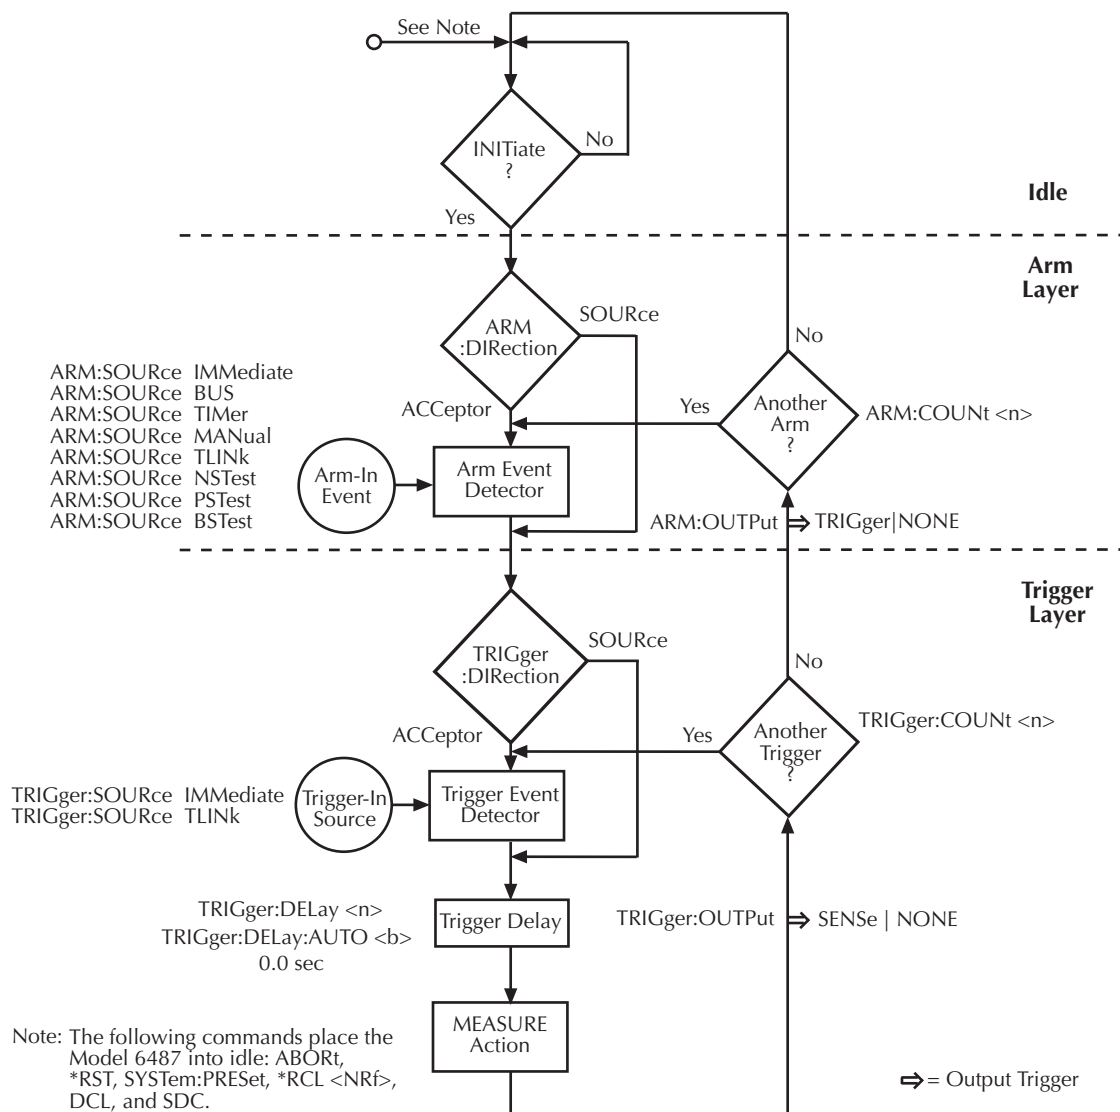 See Note
INITiate
?
No
Yes
Idle
Arm
Layer
ARM
:DIRection
SOURce
ACCeptor
ARM:SOURce IMMediate
ARM:SOURce BUS
ARM:SOURce TIMer
ARM:SOURce MANual
ARM:SOURce TLINk
ARM:SOURce NSTest
ARM:SOURce PSTest
ARM:SOURce BSTest
Arm-In
Event
Arm Event
Detector
No
Yes
Another
Arm
?
ARM:COUNt <n>
ARM:OUTPut ⇒ TRIGger|NONE
Trigger
Layer
TRIGger
:DIRection
SOURce
ACCeptor
No
Yes
Another
Trigger
?
TRIGger:COUNt <n>
TRIGger:SOURce IMMediate
TRIGger:SOURce TLINk
Trigger-In
Source
Trigger Event
Detector
TRIGger:DELay <n>
TRIGger:DELay:AUTO <b>
0.0 sec
Trigger Delay
TRIGger:OUTPut ⇒ SENSe | NONE
MEASURE
Action
Note: The following commands place the
Model 6487 into idle: ABORt,
*RST, SYSTem:PRESet, *RCL <NRf>,
DCL, and SDC.
⇒ = Output Trigger